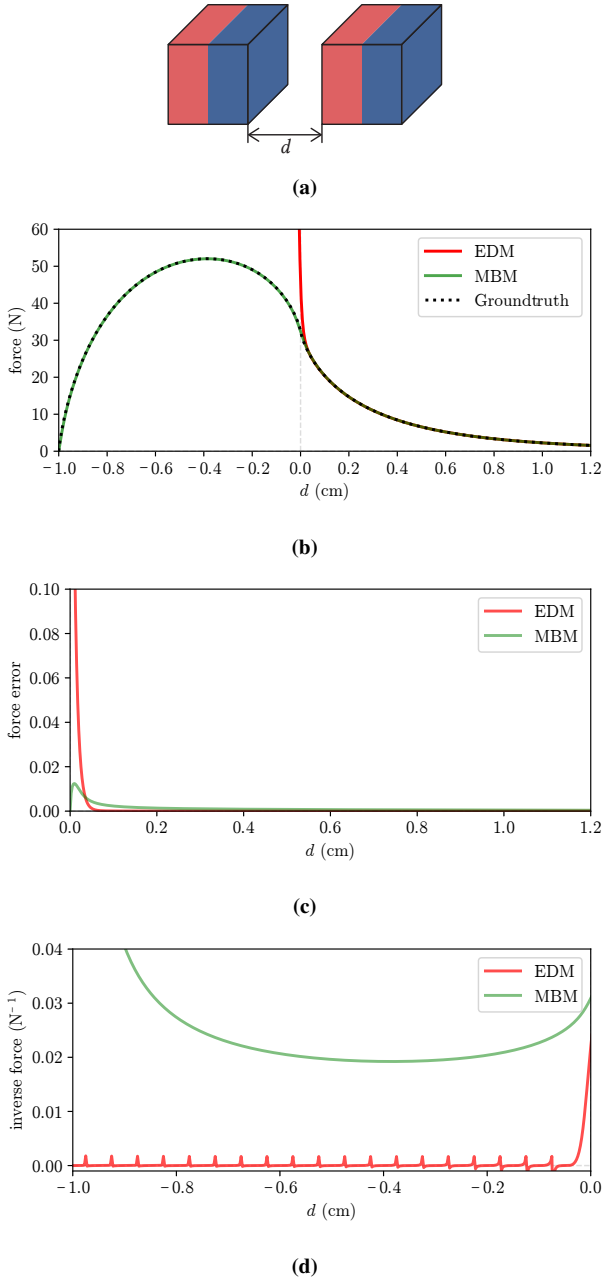 d
(a)
60
50
40
30
20
10
0
force (N)
EDM
MBM
Groundtruth
−1.0 −0.8 −0.6 −0.4 −0.2 0.0 0.2 0.4 0.6 0.8 1.0 1.2
d (cm)
(b)
0.10
0.08
0.06
0.04
0.02
0.00
force error
EDM
MBM
0.0 0.2 0.4 0.6 0.8 1.0 1.2
d (cm)
(c)
0.04
0.03
0.02
0.01
0.00
inverse force (N⁻¹)
EDM
MBM
−1.0 −0.8 −0.6 −0.4 −0.2 0.0
d (cm)
(d)